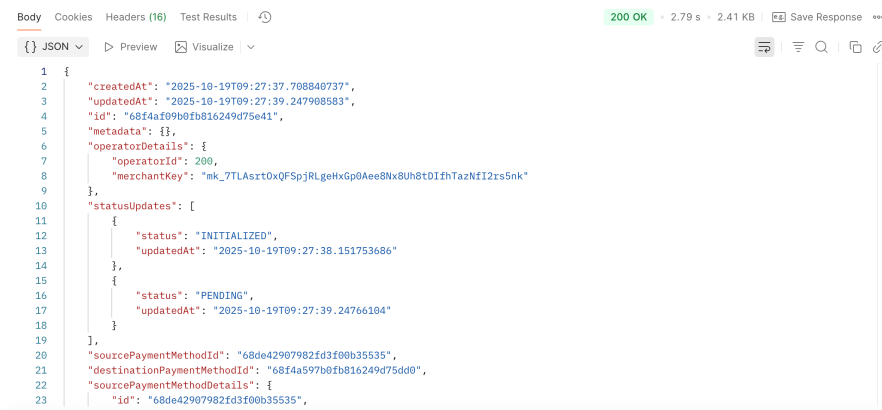 Body Cookies Headers (16) Test Results 200 OK • 2.79 s • 2.41 KB e.g. Save Response
{} JSON Preview Visualize
1 {
2 "createdAt": "2025-10-19T09:27:37.708840737",
3 "updatedAt": "2025-10-19T09:27:39.247908583",
4 "id": "68f4af09b0fb816249d75e41",
5 "metadata": {},
6 "operatorDetails": {
7 "operatorId": 200,
8 "merchantKey": "mk_7TLAsrtOxQFSpjRLgeHxGp0Aee8Nx8Uh8tDIfhTazNfI2rs5nk"
9 },
10 "statusUpdates": [
11 {
12 "status": "INITIALIZED",
13 "updatedAt": "2025-10-19T09:27:38.151753686"
14 },
15 {
16 "status": "PENDING",
17 "updatedAt": "2025-10-19T09:27:39.24766104"
18 }
19 ],
20 "sourcePaymentMethodId": "68de42907982fd3f00b35535",
21 "destinationPaymentMethodId": "68f4a597b0fb816249d75dd0",
22 "sourcePaymentMethodDetails": {
23 "id": "68de42907982fd3f00b35535",